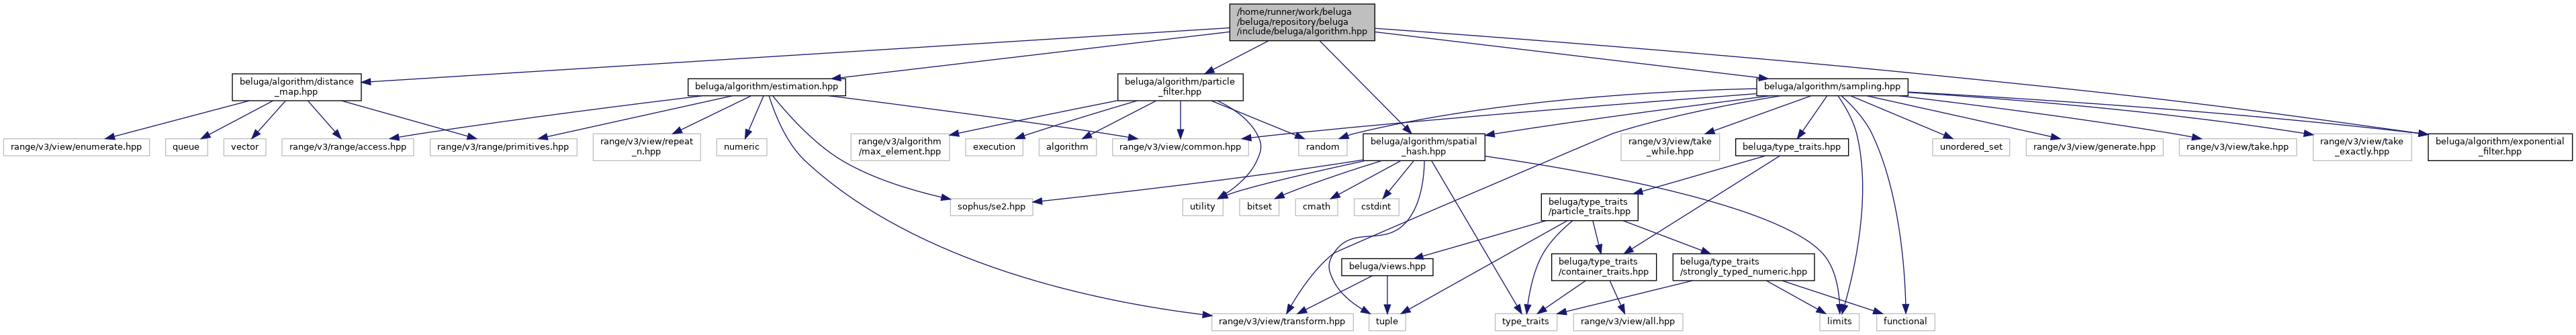 /home/runner/work/beluga
/beluga/repository/beluga
/include/beluga/algorithm.hpp
beluga/algorithm/distance
_map.hpp
beluga/algorithm/estimation.hpp
beluga/algorithm/particle
_filter.hpp
beluga/algorithm/sampling.hpp
range/v3/view/enumerate.hpp
queue
vector
range/v3/range/access.hpp
range/v3/range/primitives.hpp
range/v3/view/repeat
_n.hpp
numeric
range/v3/algorithm
/max_element.hpp
execution
algorithm
range/v3/view/common.hpp
random
beluga/algorithm/spatial
_hash.hpp
range/v3/view/take
_while.hpp
beluga/type_traits.hpp
unordered_set
range/v3/view/generate.hpp
range/v3/view/take.hpp
range/v3/view/take
_exactly.hpp
beluga/algorithm/exponential
_filter.hpp
sophus/se2.hpp
utility
bitset
cmath
cstdint
beluga/type_traits
/particle_traits.hpp
beluga/views.hpp
beluga/type_traits
/container_traits.hpp
beluga/type_traits
/strongly_typed_numeric.hpp
range/v3/view/transform.hpp
tuple
type_traits
range/v3/view/all.hpp
limits
functional